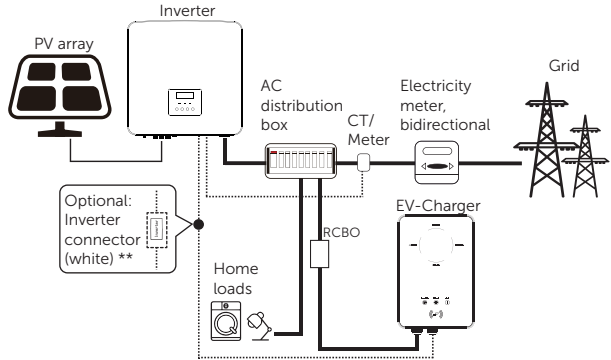 Inverter
PV array
Grid
AC
distribution
box
CT/
Meter
Electricity
meter,
bidirectional
Optional:
Inverter
connector
(white) **
EV-Charger
RCBO
Home
loads